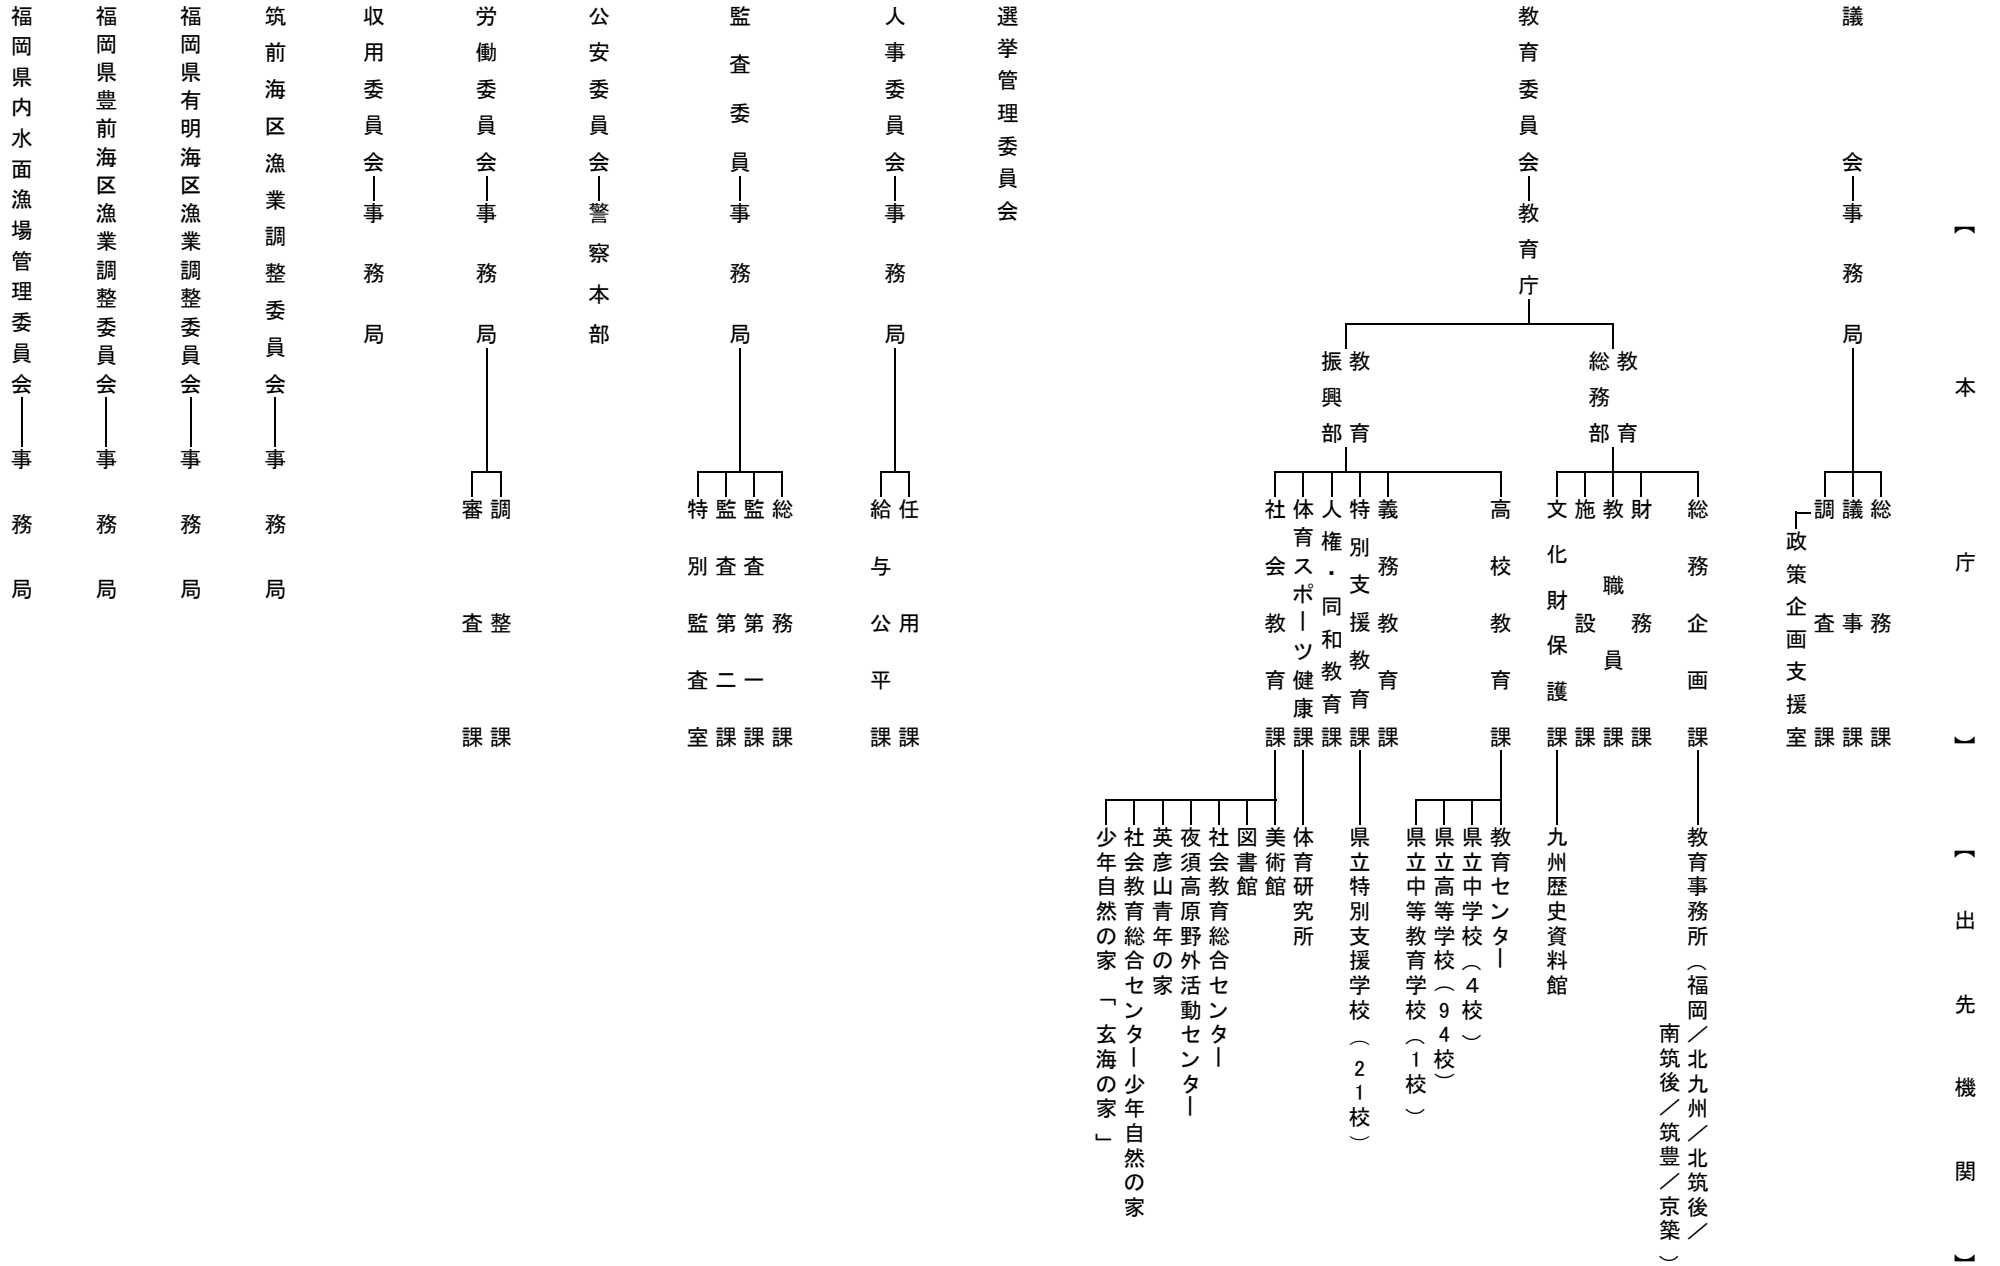 【本庁】
【出先機関】
議会
事務局
総務課
議事課
調査課
政策企画支援室
教育委員会
教育庁
教育
総務部
総務企画課
財務課
教職員課
施設課
文化財保護課
教育事務所（福岡／北九州／北筑後／
南筑後／筑豊／京築）
九州歴史資料館
教育
振興部
高校教育課
義務教育課
特別支援教育課
人権・同和教育課
体育スポーツ健康課
社会教育課
教育センター
県立中学校（4校）
県立高等学校（94校）
県立中等教育学校（1校）
県立特別支援学校（21校）
体育研究所
美術館
図書館
社会教育総合センター
夜須高原野外活動センター
英彦山青年の家
社会教育総合センター少年自然の家
少年自然の家「玄海の家」
選挙管理委員会
人事委員会
事務局
任用課
給与公平課
監査委員
事務局
総務課
監査第一課
監査第二課
特別監査室
公安委員会
警察本部
労働委員会
事務局
調整課
審査課
収用委員会
事務局
筑前海区漁業調整委員会
事務局
福岡県有明海区漁業調整委員会
事務局
福岡県豊前海区漁業調整委員会
事務局
福岡県内水面漁場管理委員会
事務局